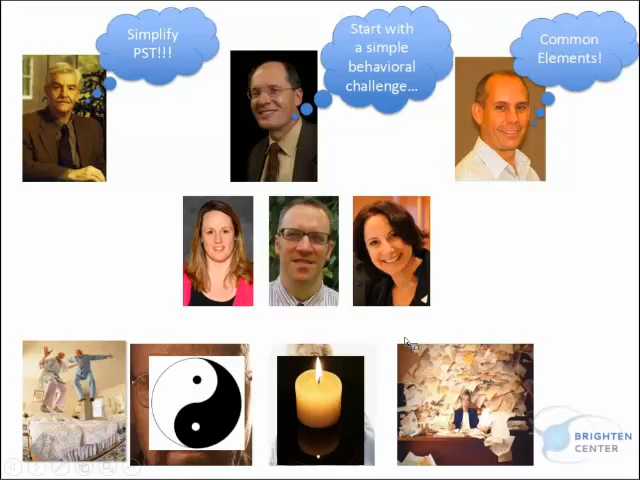 Simplify
PST!!!
Start with
a simple
behavioral
challenge...
Common
Elements!
BRIGHTEN
CENTER